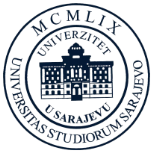 MCMLIX
UNIVERZITET
U SARAJEVU
UNIVERSITAS STUDIORUM SARAJEVO